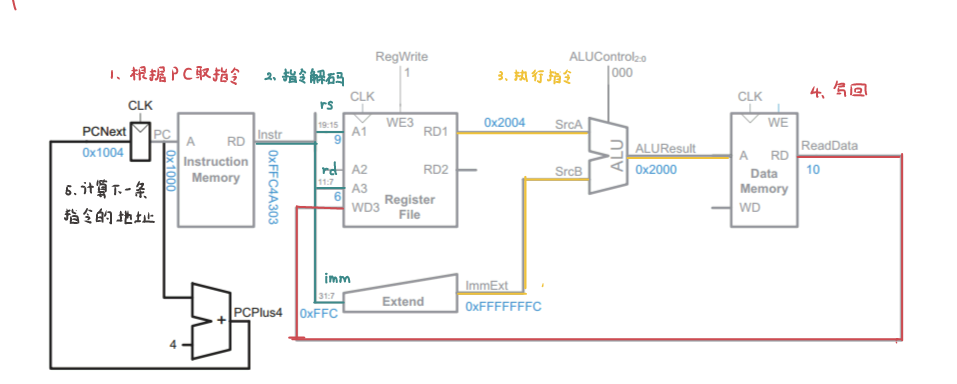 RegWrite
ALUControl2:0
1、根据PC取指令
2、指令解码
1
3、执行指令
000
4、写回
CLK
rs
CLK
CLK
PCNext
PC
A
RD
Instr
19:15
A1
WE3
RD1
0x2004
SrcA
WE
0x1004
9
ALU
ALUResult
A
RD
ReadData
Instruction
Memory
rd
A2
RD2
SrcB
0x2000
Data
Memory
10
0x1000
0xFFC4A303
11:7
A3
5.计算下一条
指令的地址
6
WD3
Register
File
WD
imm
31:7
Extend
ImmExt
0xFFC
0xFFFFFFFC
+
PCPlus4
4